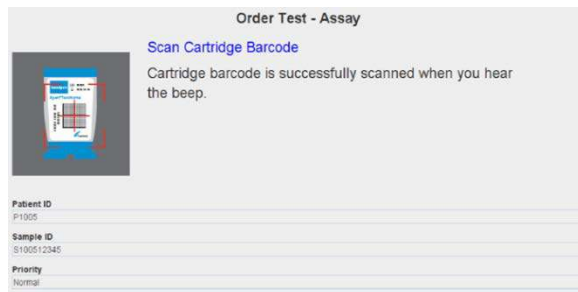 Order Test - Assay
Scan Cartridge Barcode
Cartridge barcode is successfully scanned when you hear
the beep.
Patient ID
P1005
Sample ID
S100512345
Priority
Normal